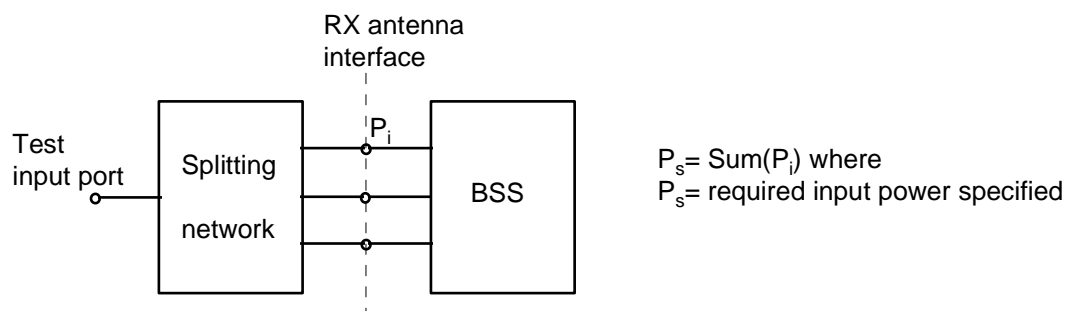 RX antenna
interface
Test
input port
Splitting
network
P_i
BSS
P_s= Sum(P_i) where
P_s= required input power specified